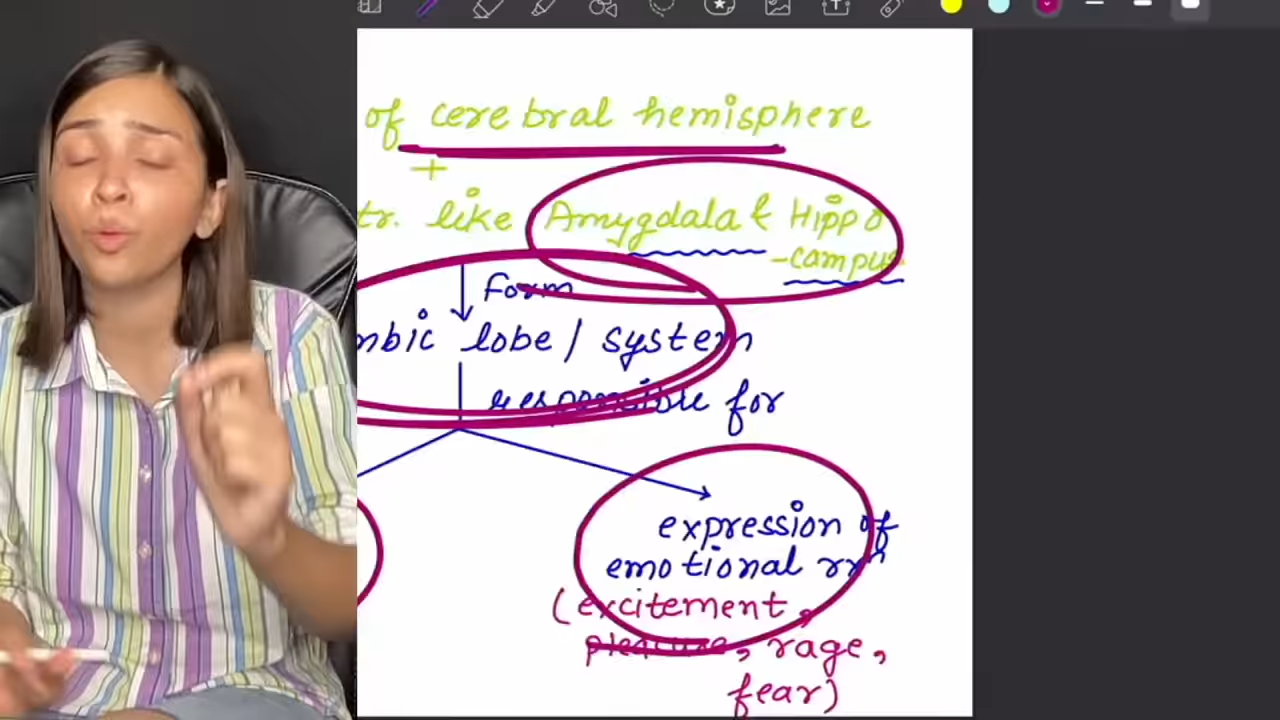 of cerebral hemisphere
+
tr. like Amygdala & Hippo
-campus
form
mbic lobe / system
responsible for
expression of
emotional rxn
(excitement,
pleasure, rage,
fear)